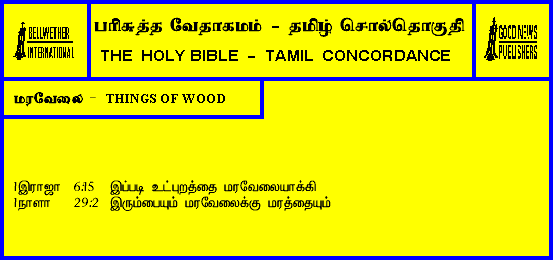 BELLWETHER
INTERNATIONAL
பரிசுத்த வேதாகமம் - தமிழ் சொல்தொகுதி
THE HOLY BIBLE - TAMIL CONCORDANCE
GOOD NEWS
PUBLISHERS
மரவேலை - THINGS OF WOOD
1இராஜா 6:15 இப்படி உட்புறத்தை மரவேலையாக்கி
1நாளா 29:2 இரும்பையும் மரவேலைக்கு மரத்தையும்